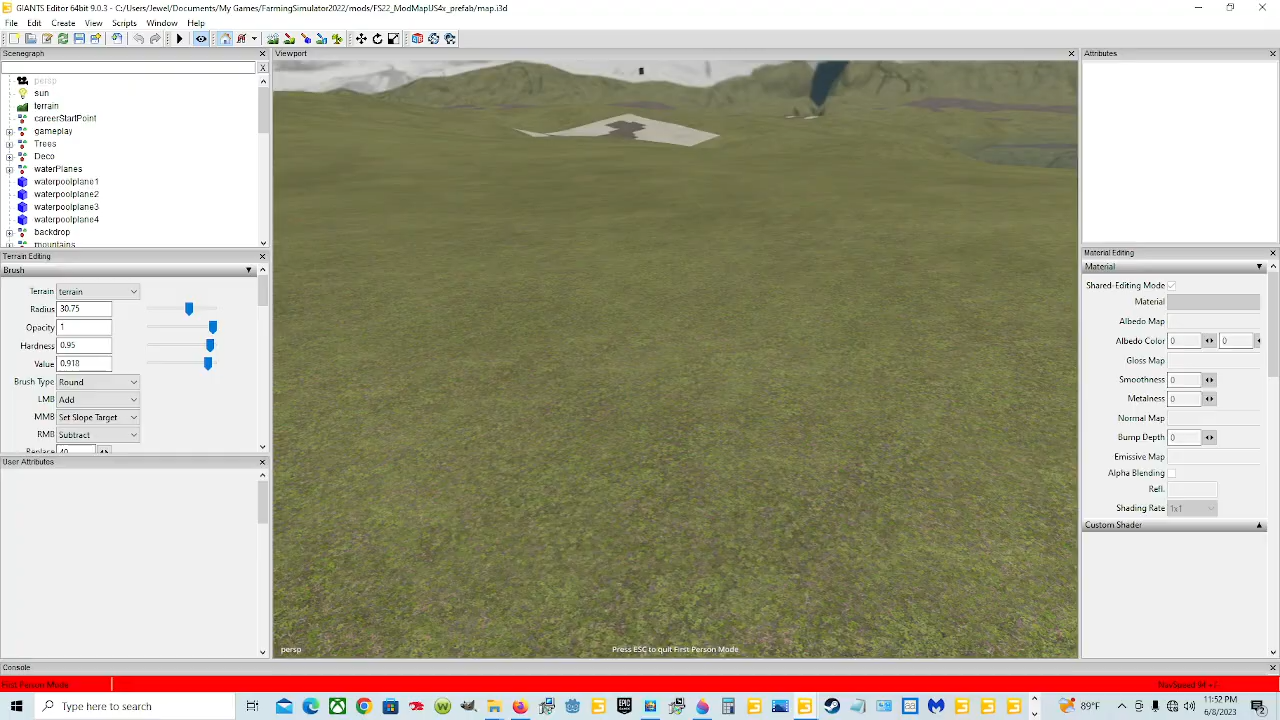 GIANTS Editor 64bit 9.0.3 - C:/Users/Jewel/Documents/My Games/FarmingSimulator2022/mods/FS22_ModMapUS4x_prefab/map.i3d
File Edit Create View Scripts Window Help
Scenegraph
X
persp
sun
terrain
careerStartPoint
gameplay
Trees
Deco
waterPlanes
waterpoolplane1
waterpoolplane2
waterpoolplane3
waterpoolplane4
backdrop
mountains
Terrain Editing
Brush
Terrain terrain
Radius 30.75
Opacity 1
Hardness 0.95
Value 0.918
Brush Type Round
LMB Add
MMB Set Slope Target
RMB Subtract
Replace 40
User Attributes
Viewport
persp
Press ESC to quit First Person Mode
Attributes
Material Editing
Material
Shared-Editing Mode
Material
Albedo Map
Albedo Color 0 0
Gloss Map
Smoothness 0
Metalness 0
Normal Map
Bump Depth 0
Emissive Map
Alpha Blending
Refl.
Shading Rate 1x1
Custom Shader
Console
First Person Mode
Type here to search
EPIC
89°F
11:52 PM
6/8/2023
2